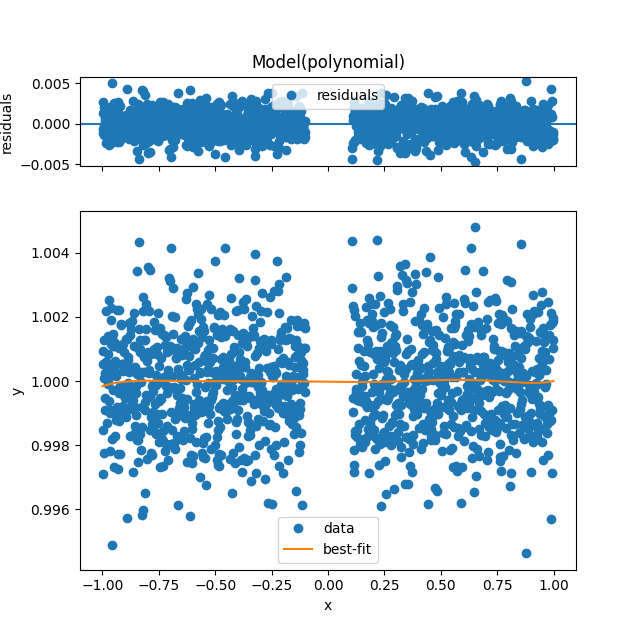 Model(polynomial)
0.005
0.000
−0.005
residuals
residuals
1.004
1.002
1.000
0.998
0.996
y
data
best-fit
−1.00 −0.75 −0.50 −0.25 0.00 0.25 0.50 0.75 1.00
x